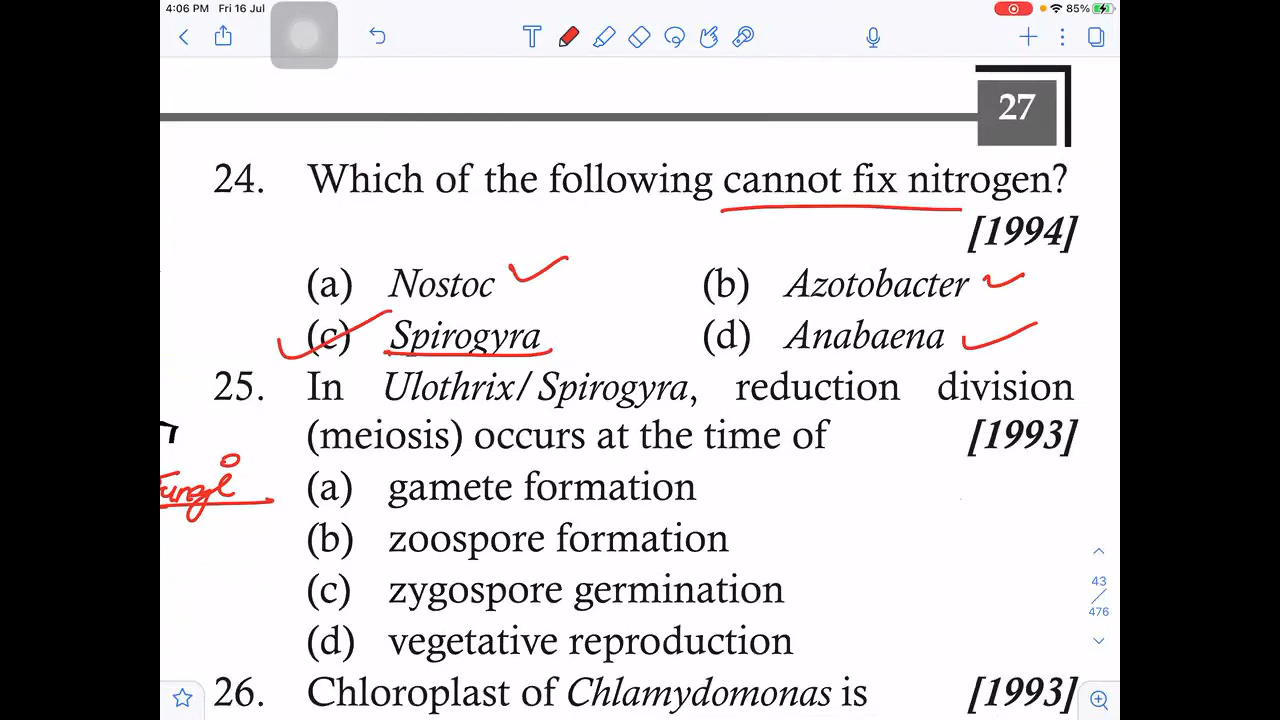 4:06 PM Fri 16 Jul
85%
T
27
24. Which of the following cannot fix nitrogen?
[1994]
(a) Nostoc (b) Azotobacter
(c) Spirogyra (d) Anabaena
25. In Ulothrix/Spirogyra, reduction division
(meiosis) occurs at the time of [1993]
Fungi
(a) gamete formation
(b) zoospore formation
(c) zygospore germination
(d) vegetative reproduction
43
/
476
26. Chloroplast of Chlamydomonas is [1993]